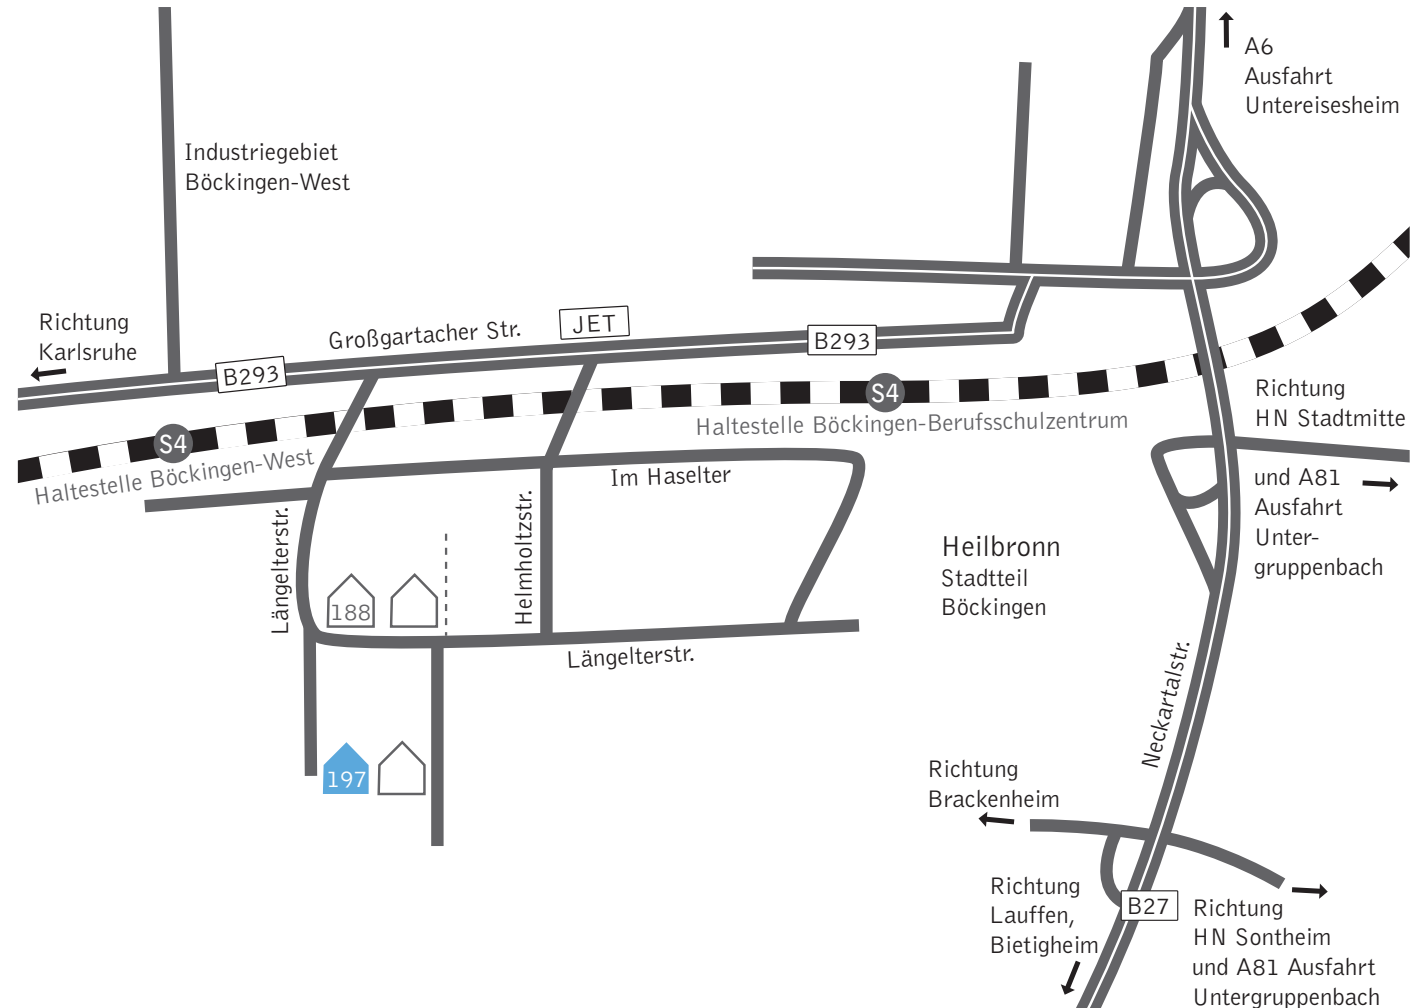 A6
Ausfahrt
Untereisesheim
Industriegebiet
Böckingen-West
Richtung
Karlsruhe
B293
Großgartacher Str.
JET
B293
S4
Haltestelle Böckingen-Berufsschulzentrum
S4
Haltestelle Böckingen-West
Richtung
HN Stadtmitte
und A81
Ausfahrt
Unter-
gruppenbach
Im Haselter
Längelterstr.
Helmholtzstr.
188
Längelterstr.
197
Heilbronn
Stadtteil
Böckingen
Neckartalstr.
Richtung
Brackenheim
Richtung
Lauffen,
Bietigheim
B27
Richtung
HN Sontheim
und A81 Ausfahrt
Untergruppenbach